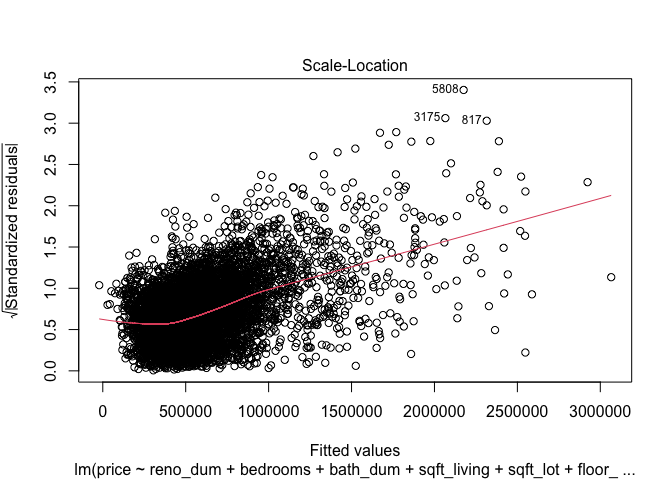 Scale-Location
√|Standardized residuals|
3.5
3.0
2.5
2.0
1.5
1.0
0.5
0.0
5808
3175
817
0 500000 1000000 1500000 2000000 2500000 3000000
Fitted values
lm(price ~ reno_dum + bedrooms + bath_dum + sqft_living + sqft_lot + floor_ ...